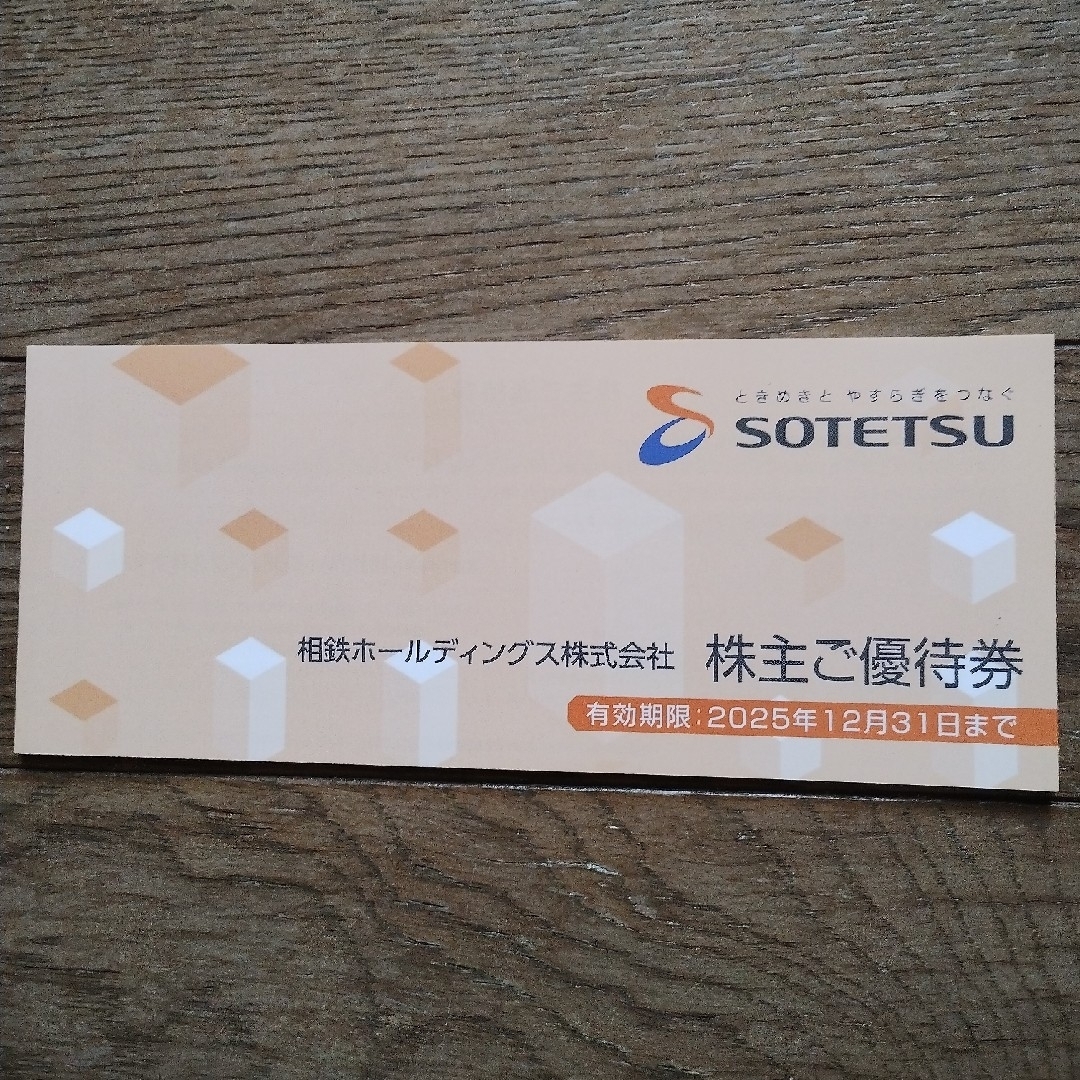 ときめきと やすらぎをつなぐ
SOTETSU
相鉄ホールディングス株式会社 株主ご優待券
有効期限:2025年12月31日まで